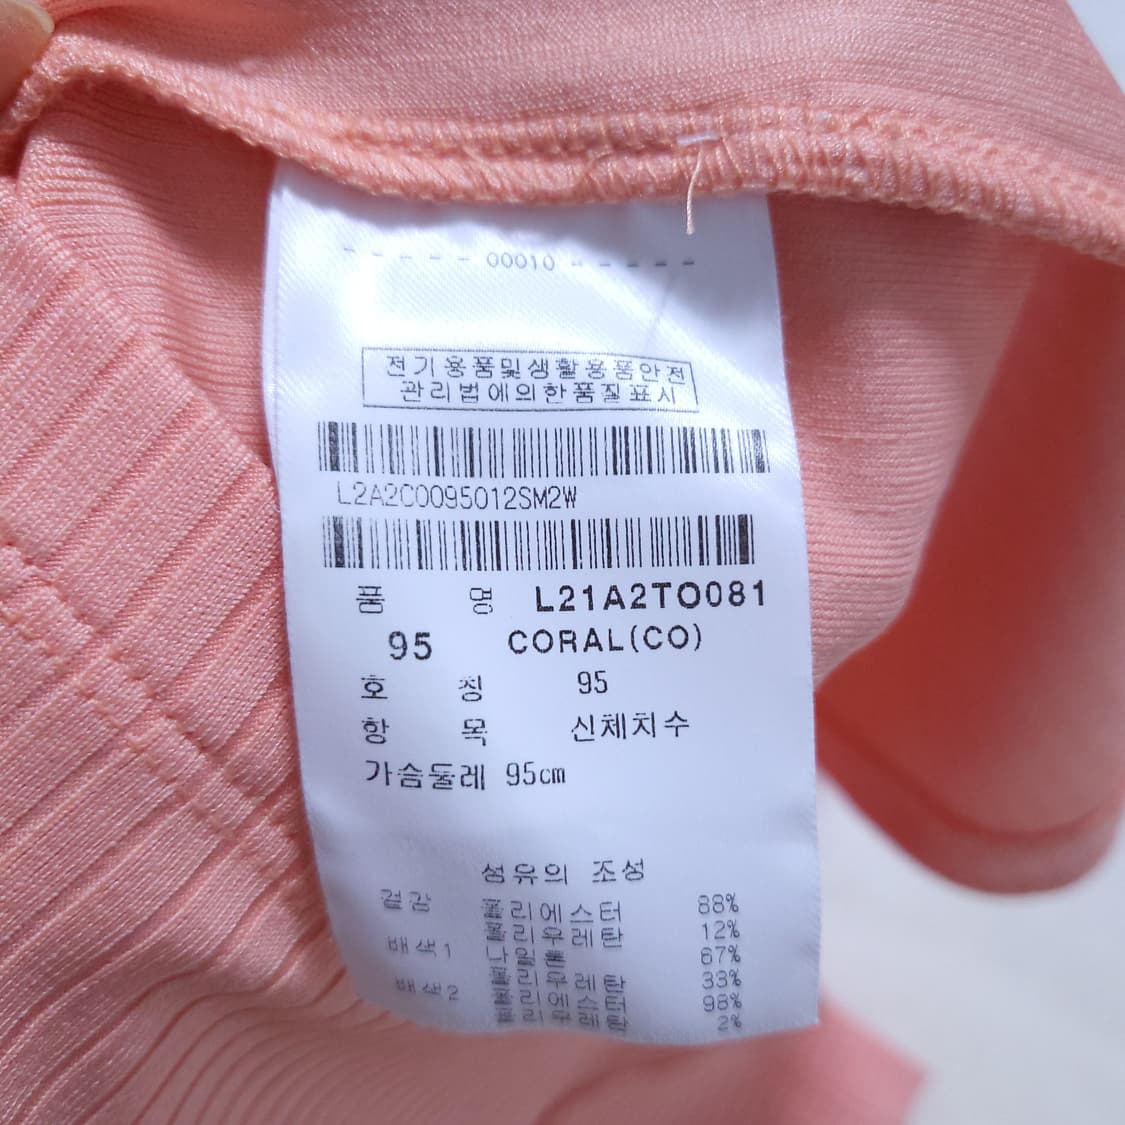 - - - - - 00010 - - - - -
전기용품및생활용품안전
관리법에의한품질표시
L2A2C0095012SM2W
품 명 L21A2TO081
95 CORAL(CO)
호 칭 95
항 목 신체치수
가슴둘레 95cm
섬유의 조성
겉감 폴리에스터 88%
폴리우레탄 12%
배색1 나일론 67%
폴리우레탄 33%
배색2 폴리에스터 98%
폴리우레탄 2%